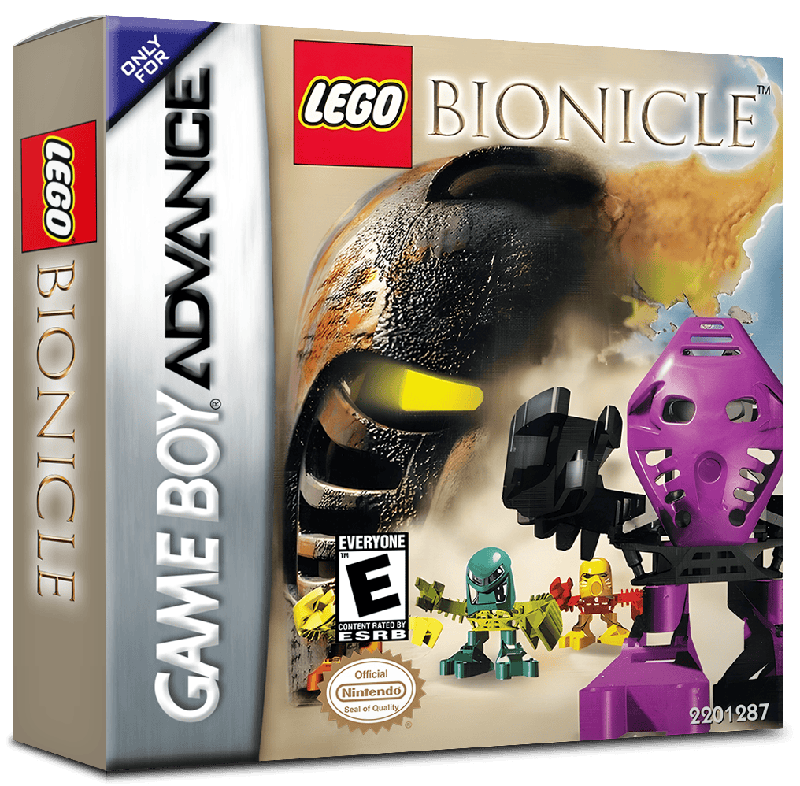 ONLY
FOR
GAME BOY ADVANCE
®
LEGO
BIONICLE
LEGO
BIONICLE™
EVERYONE
™
E
CONTENT RATED BY
ESRB
Official
Nintendo
Seal of Quality
®
2201287